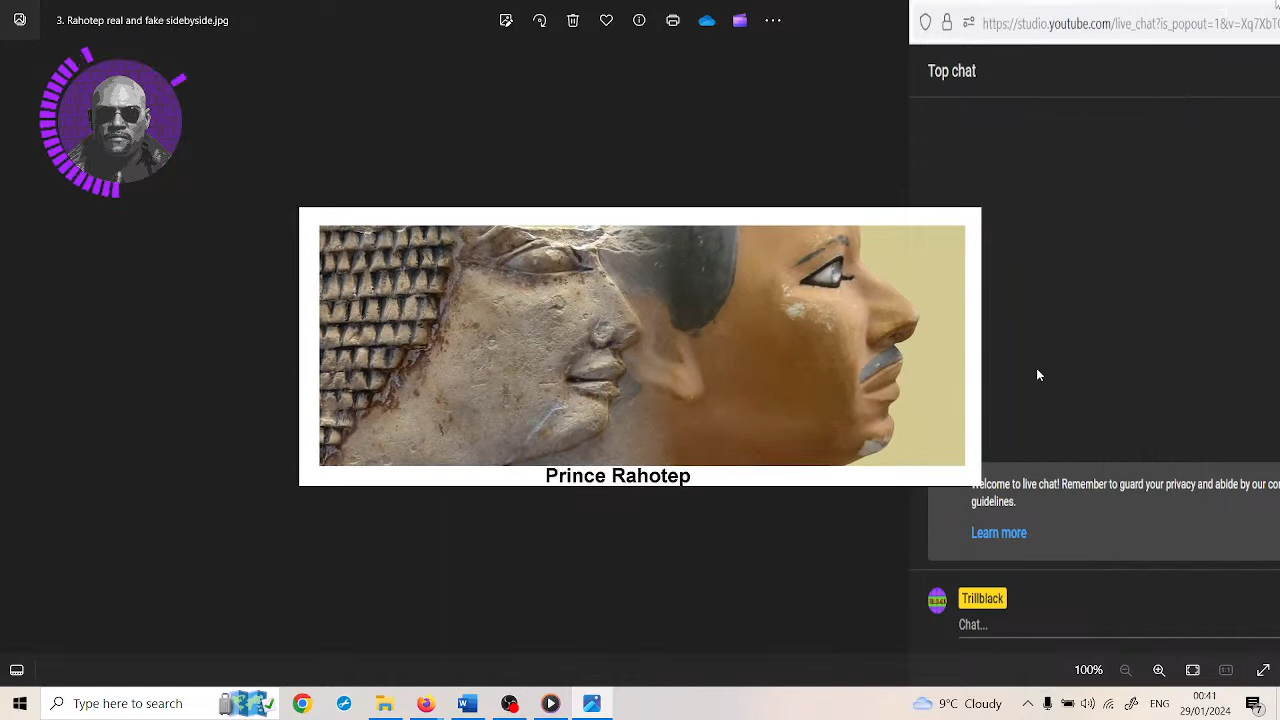 3. Rahotep real and fake sidebyside.jpg
https://studio.youtube.com/live_chat?is_popout=1&v=Xq7Xb1
Top chat
Prince Rahotep
Welcome to live chat! Remember to guard your privacy and abide by our
guidelines.
Learn more
Trillblack
Chat...
100%
Type here to search
9°C Cloudy
ENG
00:41
29/01/2024